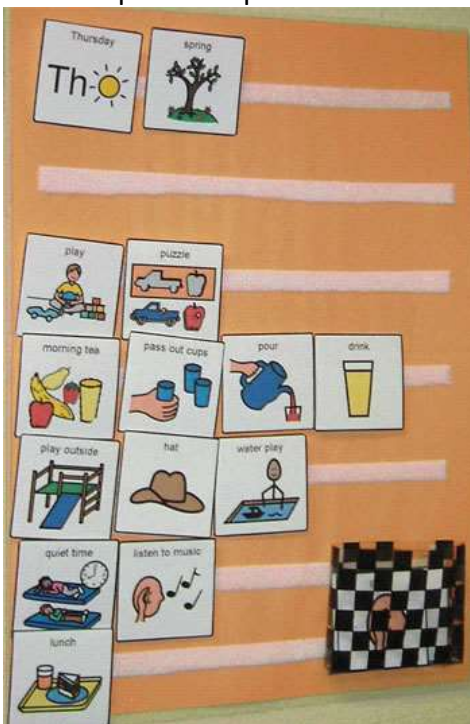 Thursday spring
Th
play puzzle
morning tea pass out cups pour drink
play outside hat water play
quiet time listen to music
lunch